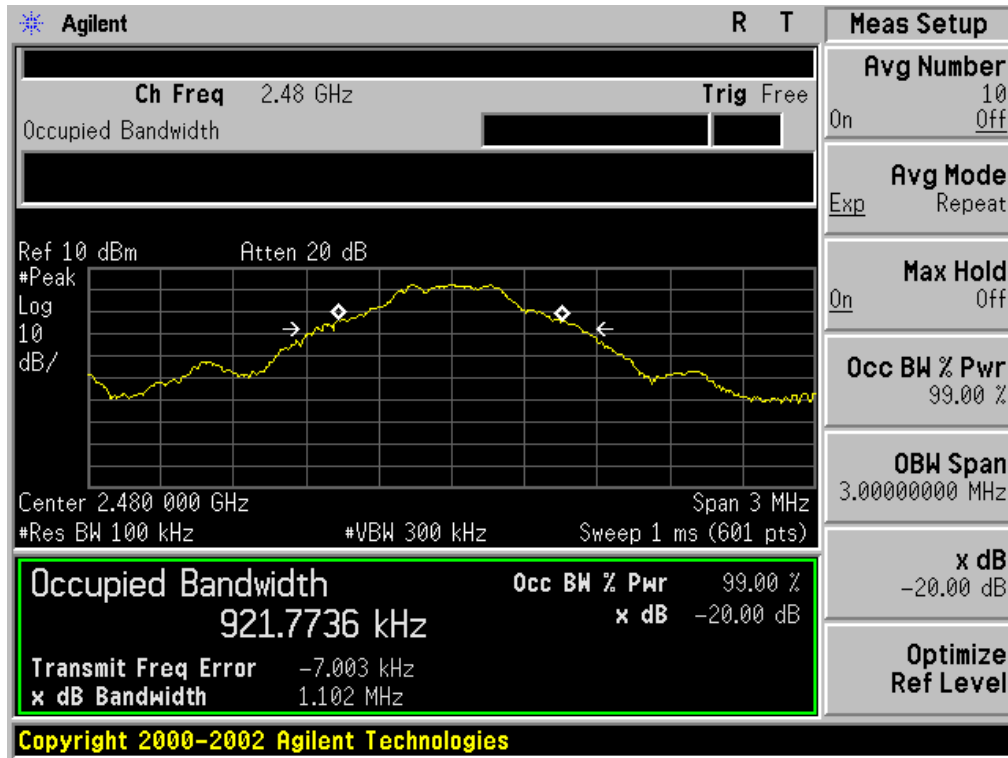 Agilent R T
Ch Freq 2.48 GHz Trig Free
Occupied Bandwidth
Ref 10 dBm Atten 20 dB
#Peak
Log
10
dB/
Center 2.480 000 GHz Span 3 MHz
#Res BW 100 kHz #VBW 300 kHz Sweep 1 ms (601 pts)
Occupied Bandwidth
921.7736 kHz
Occ BW % Pwr 99.00 %
x dB -20.00 dB
Transmit Freq Error -7.003 kHz
x dB Bandwidth 1.102 MHz
Copyright 2000-2002 Agilent Technologies
Meas Setup
Avg Number
10
On Off
Avg Mode
Exp Repeat
Max Hold
On Off
Occ BW % Pwr
99.00 %
OBW Span
3.00000000 MHz
x dB
-20.00 dB
Optimize
Ref Level